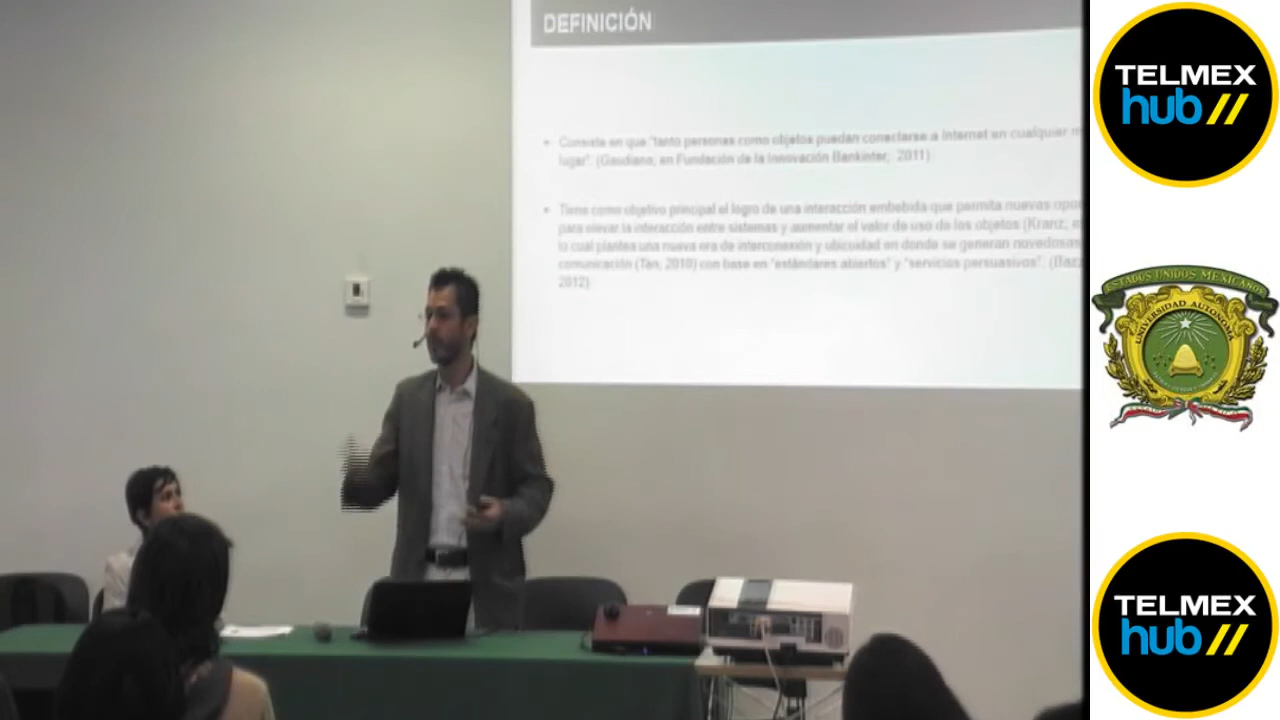 DEFINICIÓN
Consiste en que "tanto personas como objetos puedan conectarse a Internet en cualquier
lugar". (Gaudiano, en Fundación de la Innovación Bankinter, 2011)
Tiene como objetivo principal el logro de una interacción embebida que permita nuevas
para elevar la interacción entre sistemas y aumentar el valor de uso de los objetos (Kranz,
lo cual plantea una nueva era de interconexión y ubicuidad en donde se generan novedosas
comunicación (Tan, 2010) con base en "estándares abiertos" y "servicios persuasivos".
2012)
TELMEX
hub//
ESTADOS UNIDOS MEXICANOS
UNIVERSIDAD AUTONOMA
TELMEX
hub//